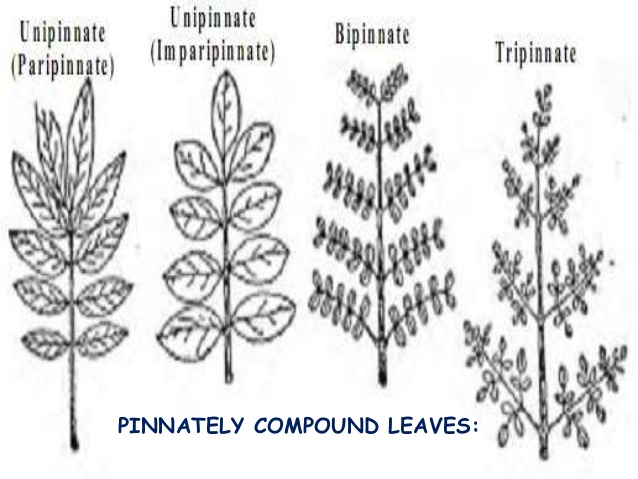 Unipinnate
(Paripinnate)
Unipinnate
(Imparipinnate)
Bipinnate
Tripinnate
PINNATELY COMPOUND LEAVES: